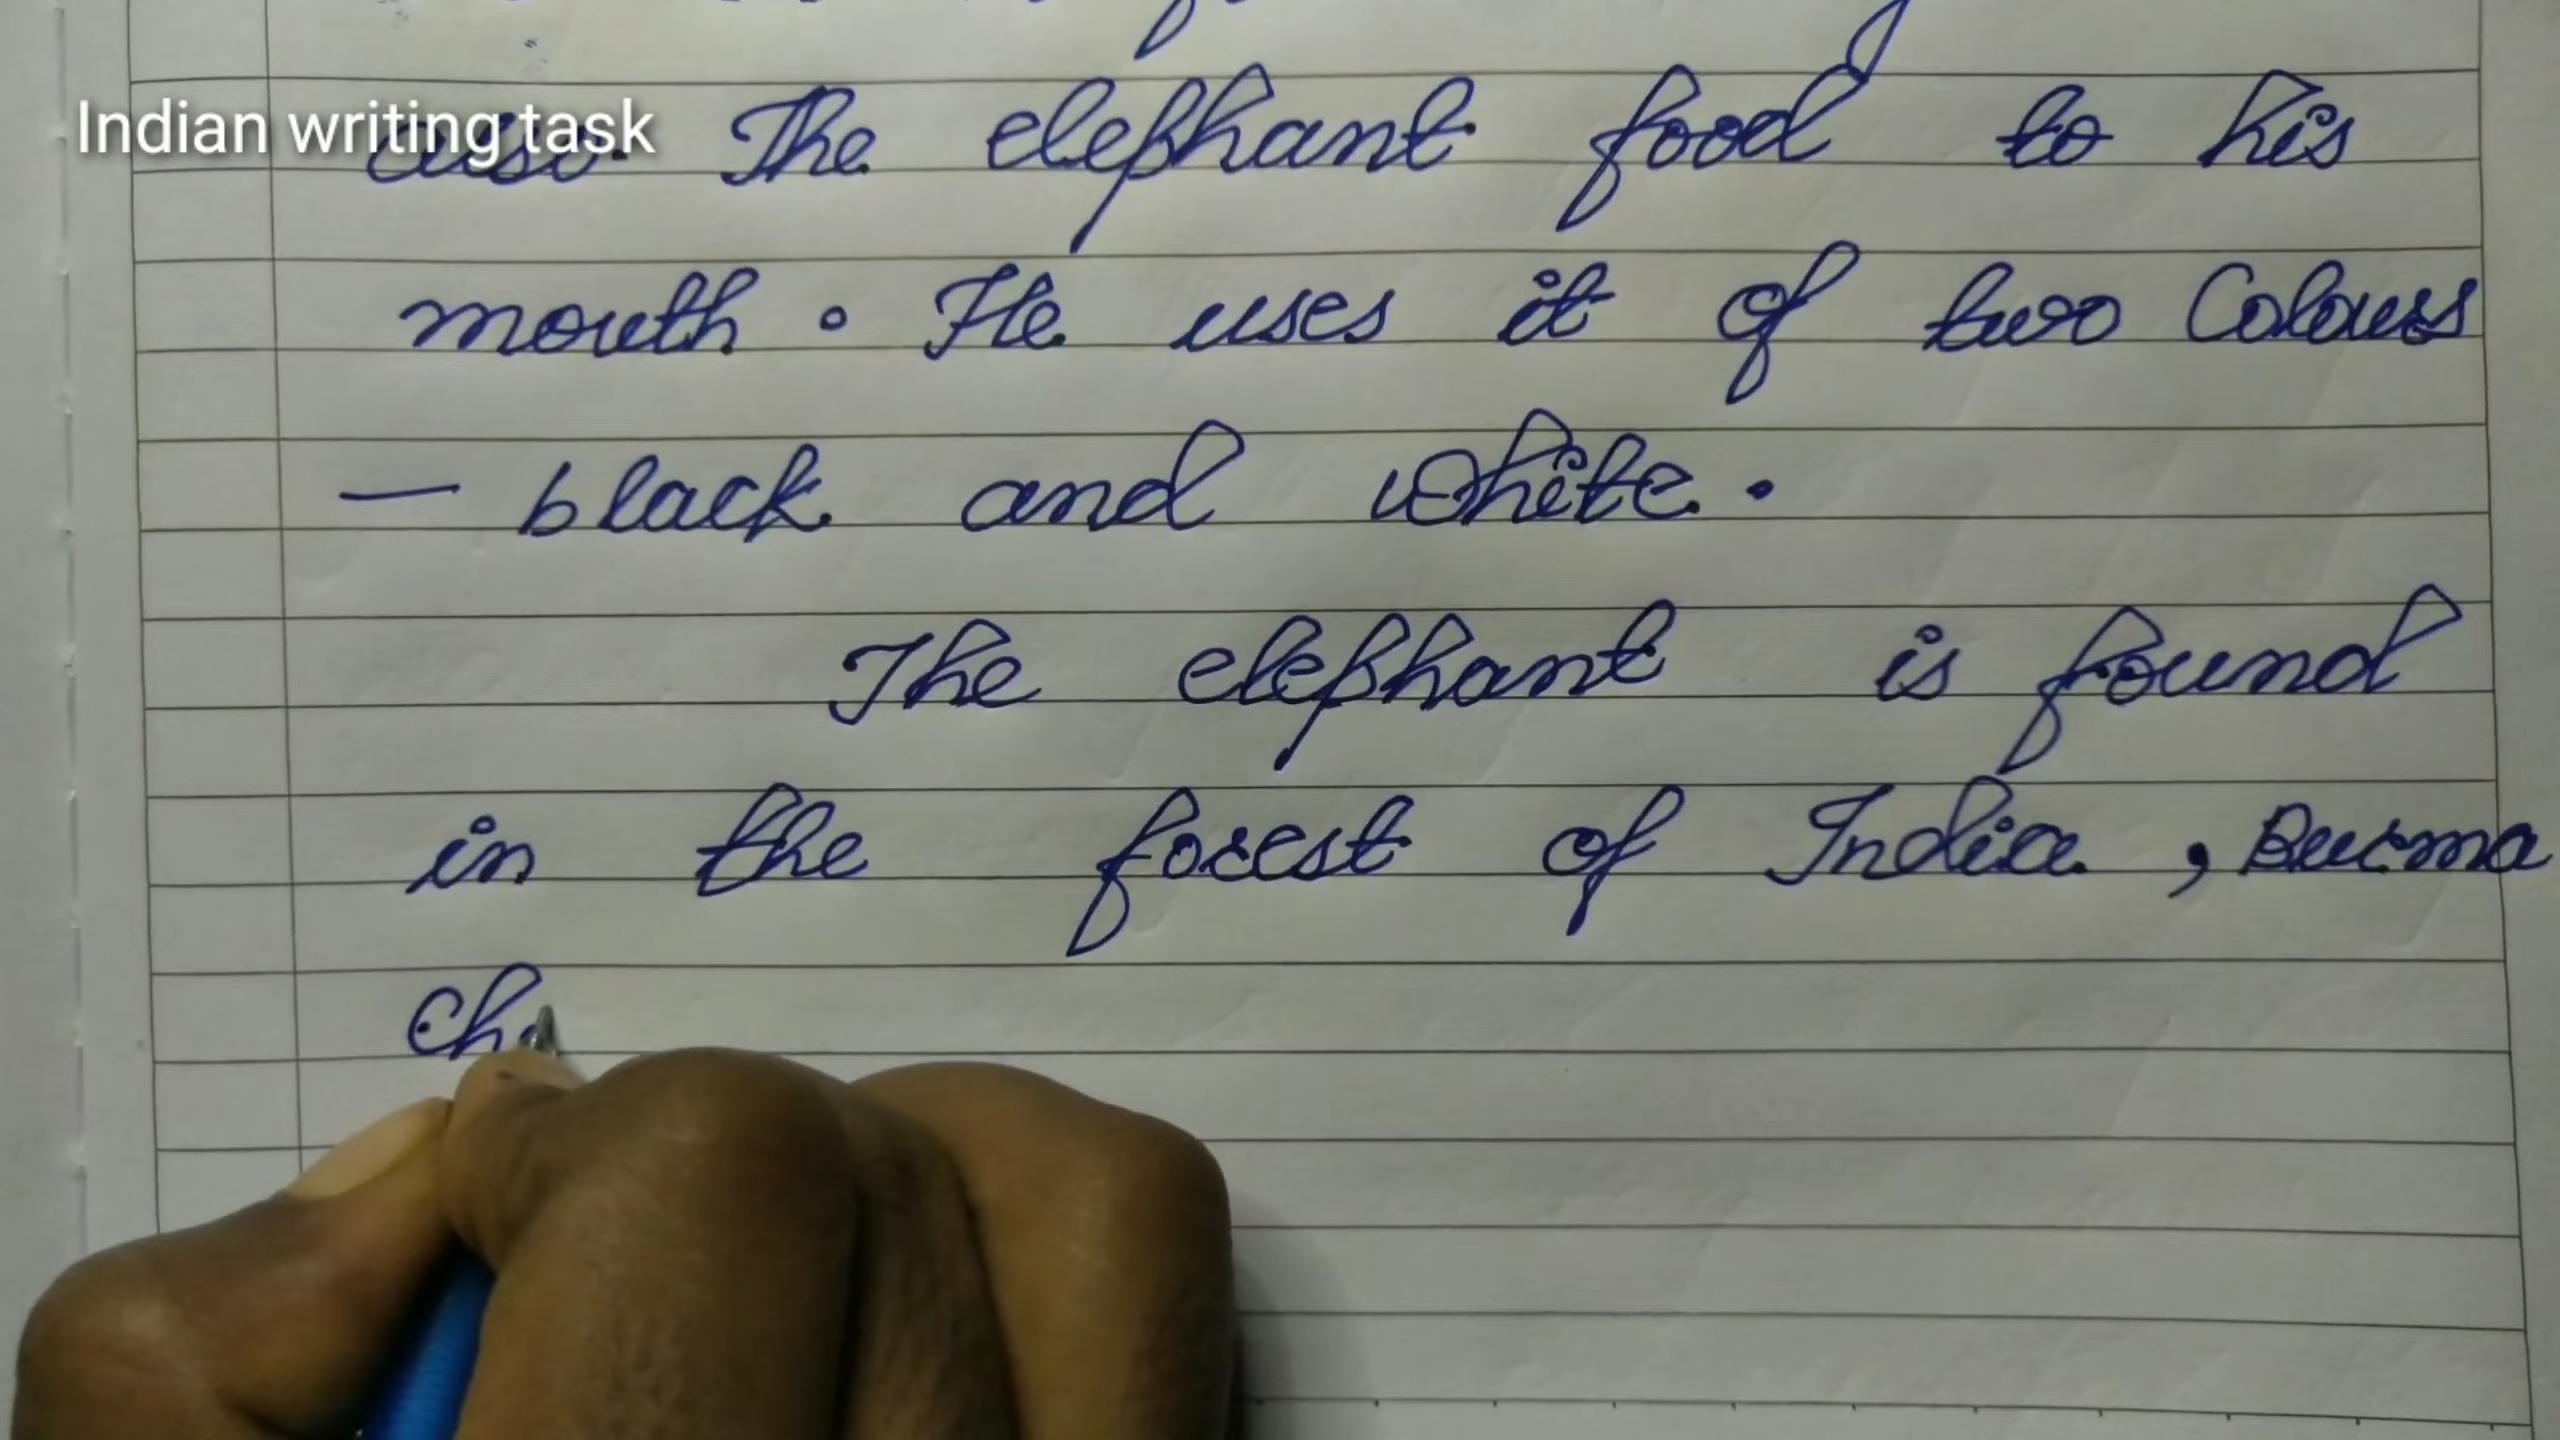 Indian writing task
also. The elephant food to his
mouth. He uses it of two Colours
— black and white.
The elephant is found
in the forest of India, Burma